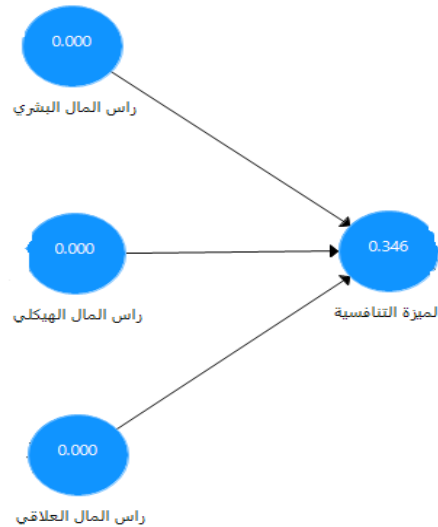 0.000
راس المال البشري
0.000
راس المال الهيكلي
0.346
لميزة التنافسية
0.000
راس المال العلاقي